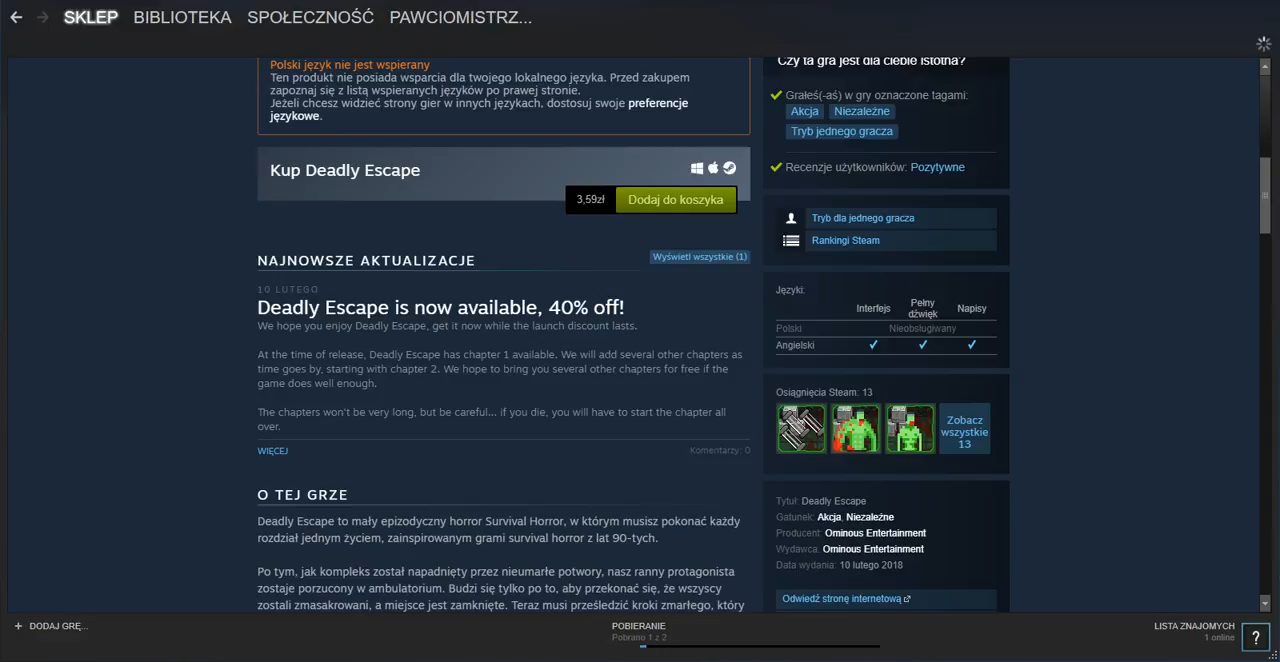 SKLEP BIBLIOTEKA SPOŁECZNOŚĆ PAWCIOMISTRZ...
Polski język nie jest wspierany
Ten produkt nie posiada wsparcia dla twojego lokalnego języka. Przed zakupem
zapoznaj się z listą wspieranych języków po prawej stronie.
Jeżeli chcesz widzieć strony gier w innych językach, dostosuj swoje preferencje
językowe.
Kup Deadly Escape
3,59zł Dodaj do koszyka
NAJNOWSZE AKTUALIZACJE
Wyświetl wszystkie (1)
10 LUTEGO
Deadly Escape is now available, 40% off!
We hope you enjoy Deadly Escape, get it now while the launch discount lasts.
At the time of release, Deadly Escape has chapter 1 available. We will add several other chapters as
time goes by, starting with chapter 2. We hope to bring you several other chapters for free if the
game does well enough.
The chapters won't be very long, but be careful... if you die, you will have to start the chapter all
over.
WIĘCEJ
Komentarzy: 0
O TEJ GRZE
Deadly Escape to mały epizodyczny horror Survival Horror, w którym musisz pokonać każdy
rozdział jednym życiem, zainspirowanym grami survival horror z lat 90-tych.
Po tym, jak kompleks został napadnięty przez nieumarłe potwory, nasz ranny protagonista
zostaje porzucony w ambulatorium. Budzi się tylko po to, aby przekonać się, że wszyscy
zostali zmasakrowani, a miejsce jest zamknięte. Teraz musi prześledzić kroki zmarłego, który
Czy ta gra jest dla ciebie istotna?
Grałeś(-aś) w gry oznaczone tagami:
Akcja Niezależne
Tryb jednego gracza
Recenzje użytkowników: Pozytywne
Tryb dla jednego gracza
Rankingi Steam
Języki:
Interfejs Pełny dźwięk Napisy
Polski Nieobsługiwany
Angielski ✓ ✓ ✓
Osiągnięcia Steam: 13
Zobacz
wszystkie
13
Tytuł: Deadly Escape
Gatunek: Akcja, Niezależne
Producent: Ominous Entertainment
Wydawca: Ominous Entertainment
Data wydania: 10 lutego 2018
Odwiedź stronę internetową
+ DODAJ GRĘ...
POBIERANIE
Pobrano 1 z 2
LISTA ZNAJOMYCH
1 online
?